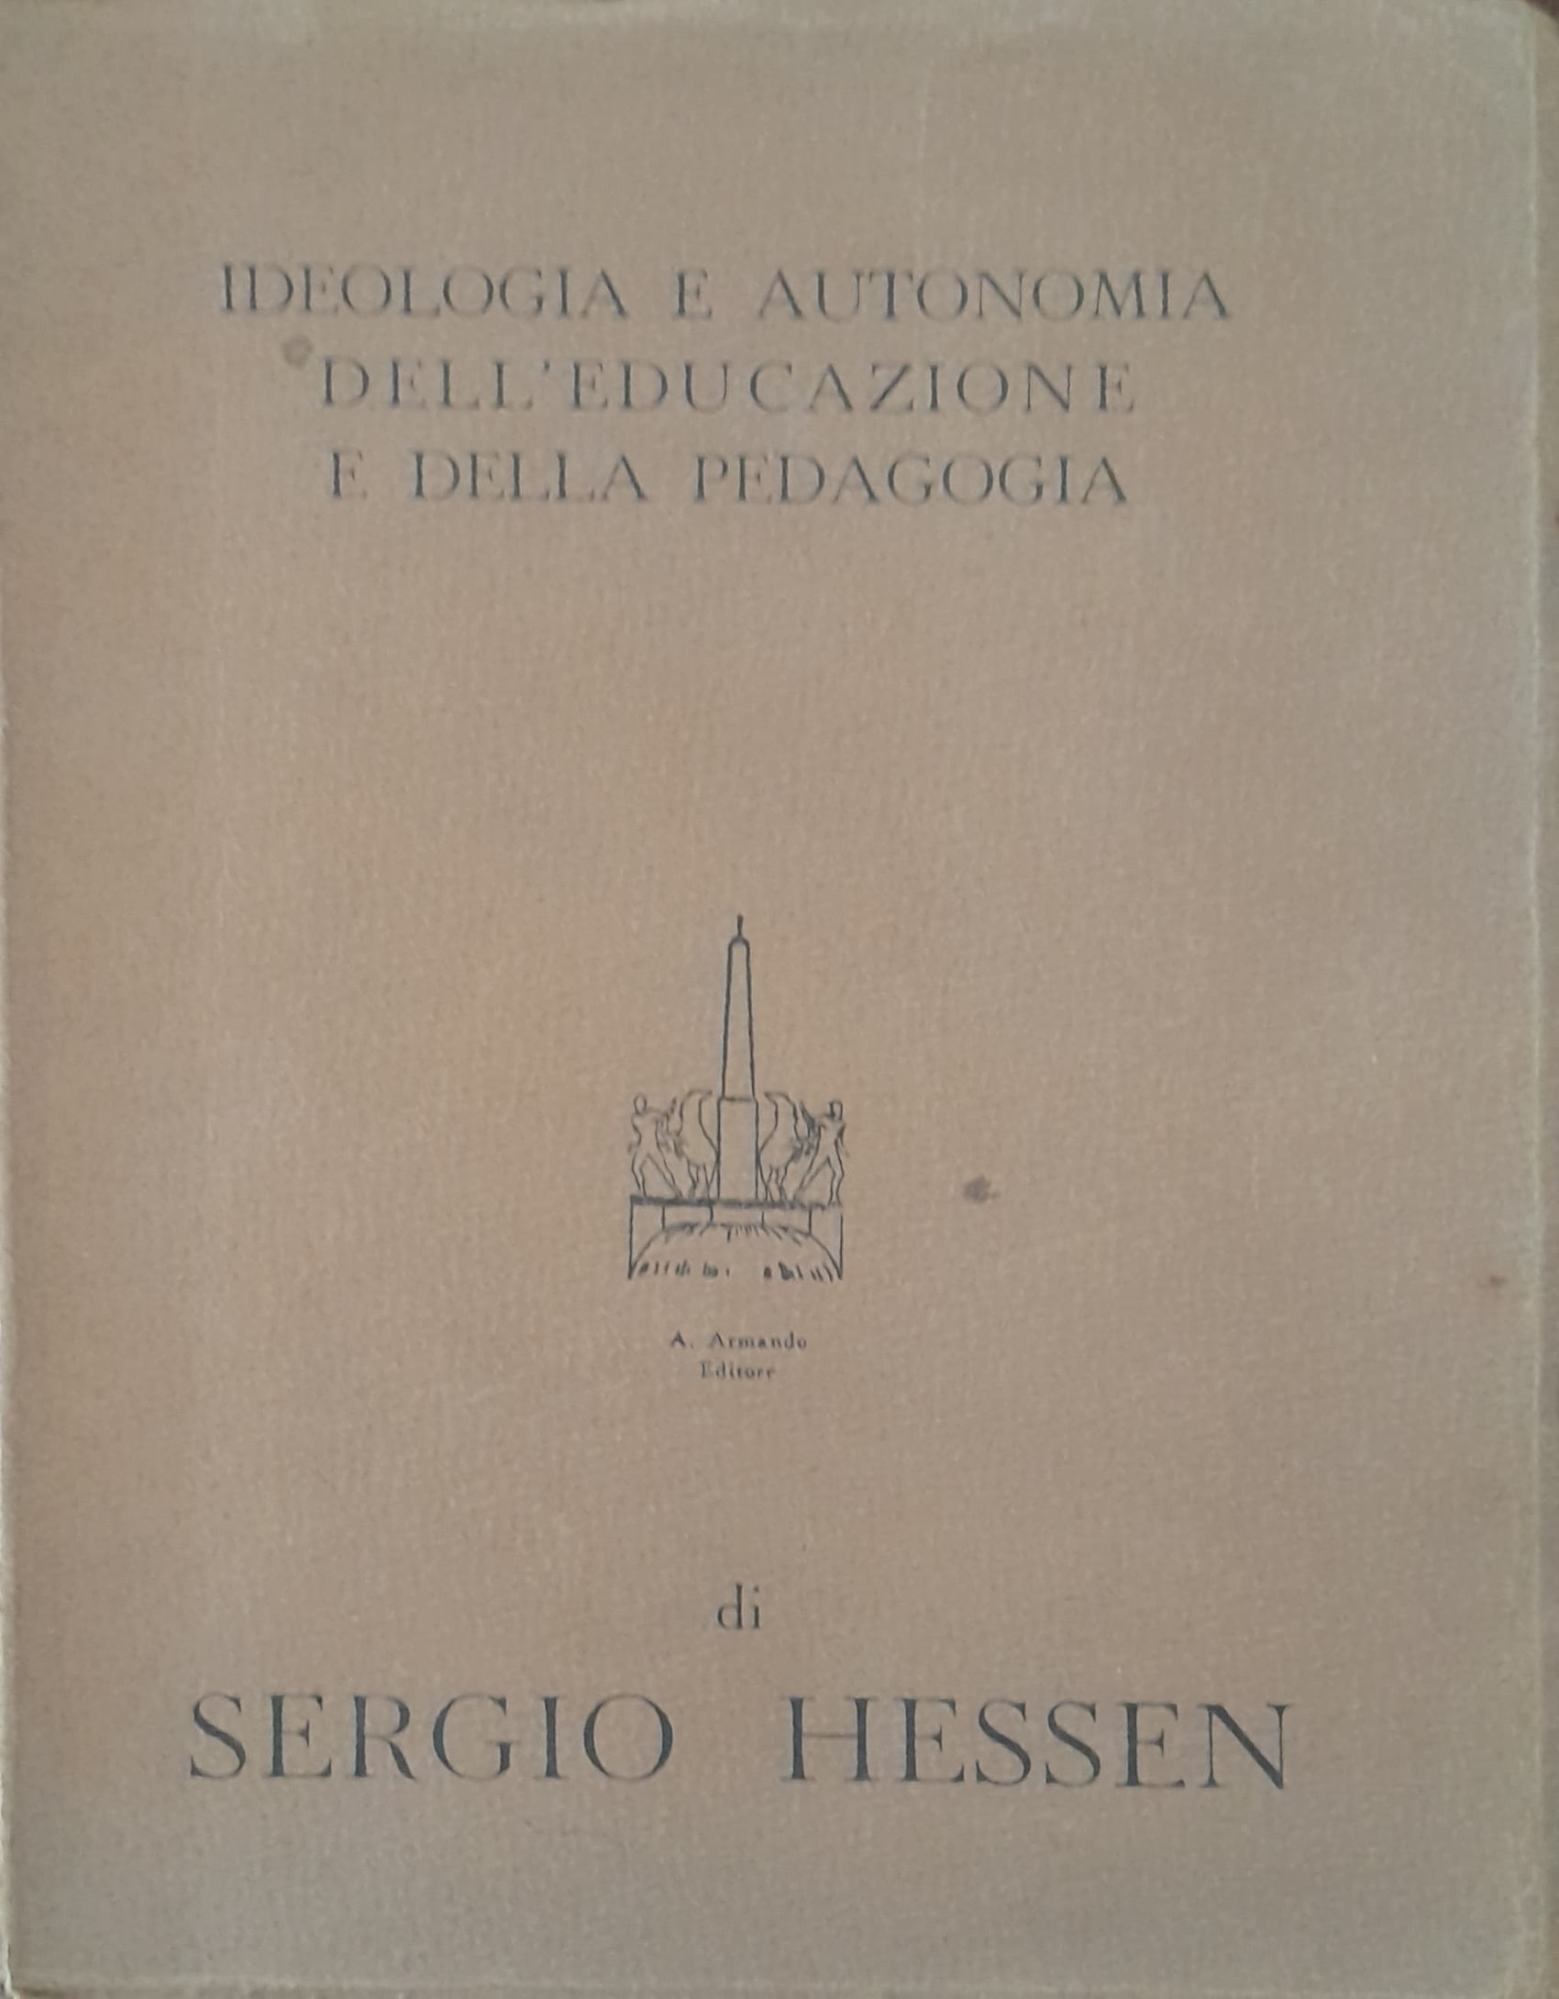 IDEOLOGIA E AUTONOMIA
DELL'EDUCAZIONE
E DELLA PEDAGOGIA
A. Armando
Editore
di
SERGIO HESSEN